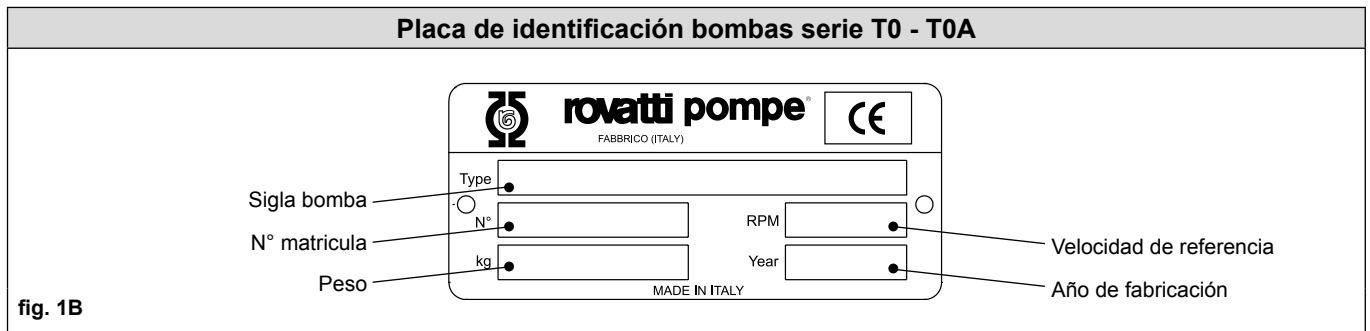 Placa de identificación bombas serie T0 - T0A
rovatti pompe®
FABBRICO (ITALY)
CE
Type
Sigla bomba
N°
RPM
N° matricula
Velocidad de referencia
kg
Year
Peso
Año de fabricación
MADE IN ITALY
fig. 1B